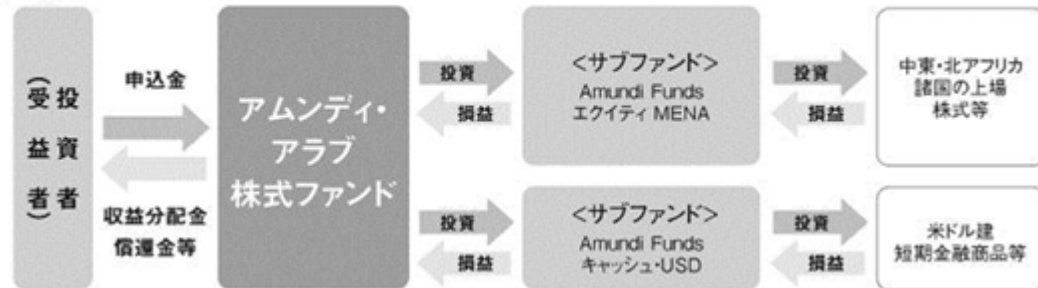 投資者
(受益者)
申込金
収益分配金
償還金等
アムンディ・
アラブ
株式ファンド
投資
損益
<サブファンド>
Amundi Funds
エクイティ MENA
投資
損益
中東・北アフリカ
諸国の上場
株式等
投資
損益
<サブファンド>
Amundi Funds
キャッシュ・USD
投資
損益
米ドル建
短期金融商品等